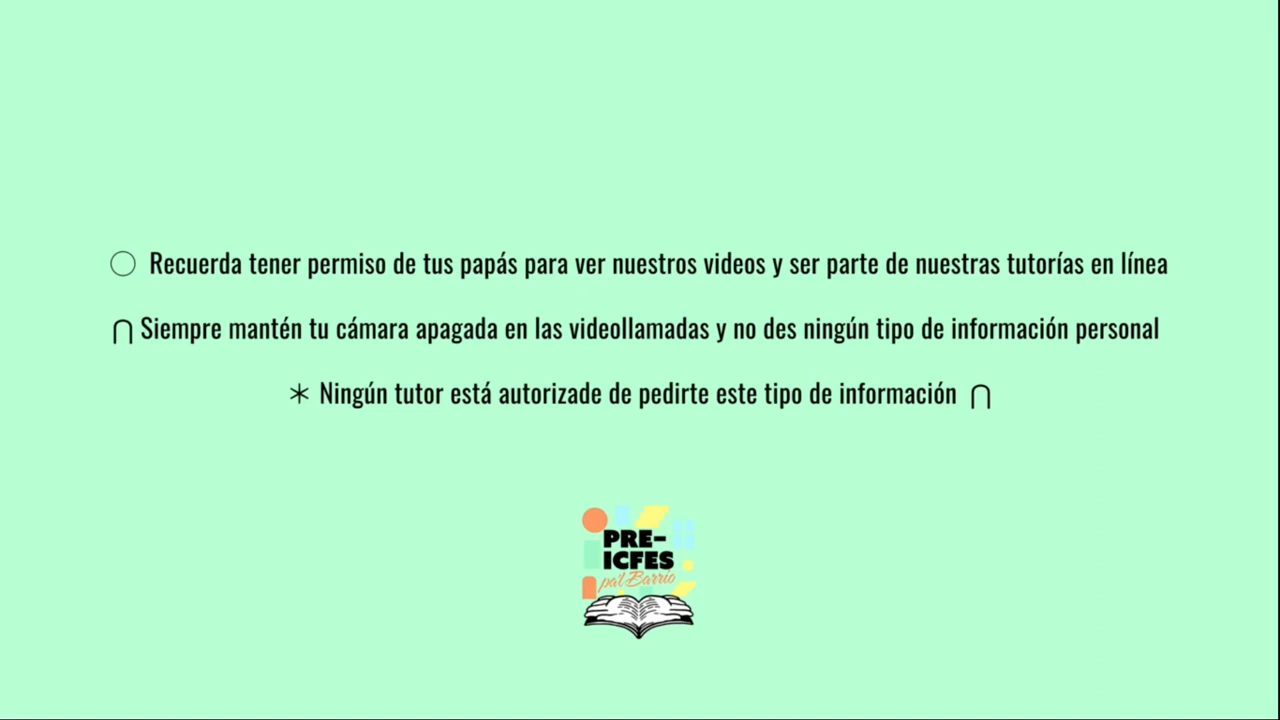 Recuerda tener permiso de tus papás para ver nuestros videos y ser parte de nuestras tutorías en línea
Siempre mantén tu cámara apagada en las videollamadas y no des ningún tipo de información personal
Ningún tutor está autorizade de pedirte este tipo de información
PRE-
ICFES
pa'l Barrio